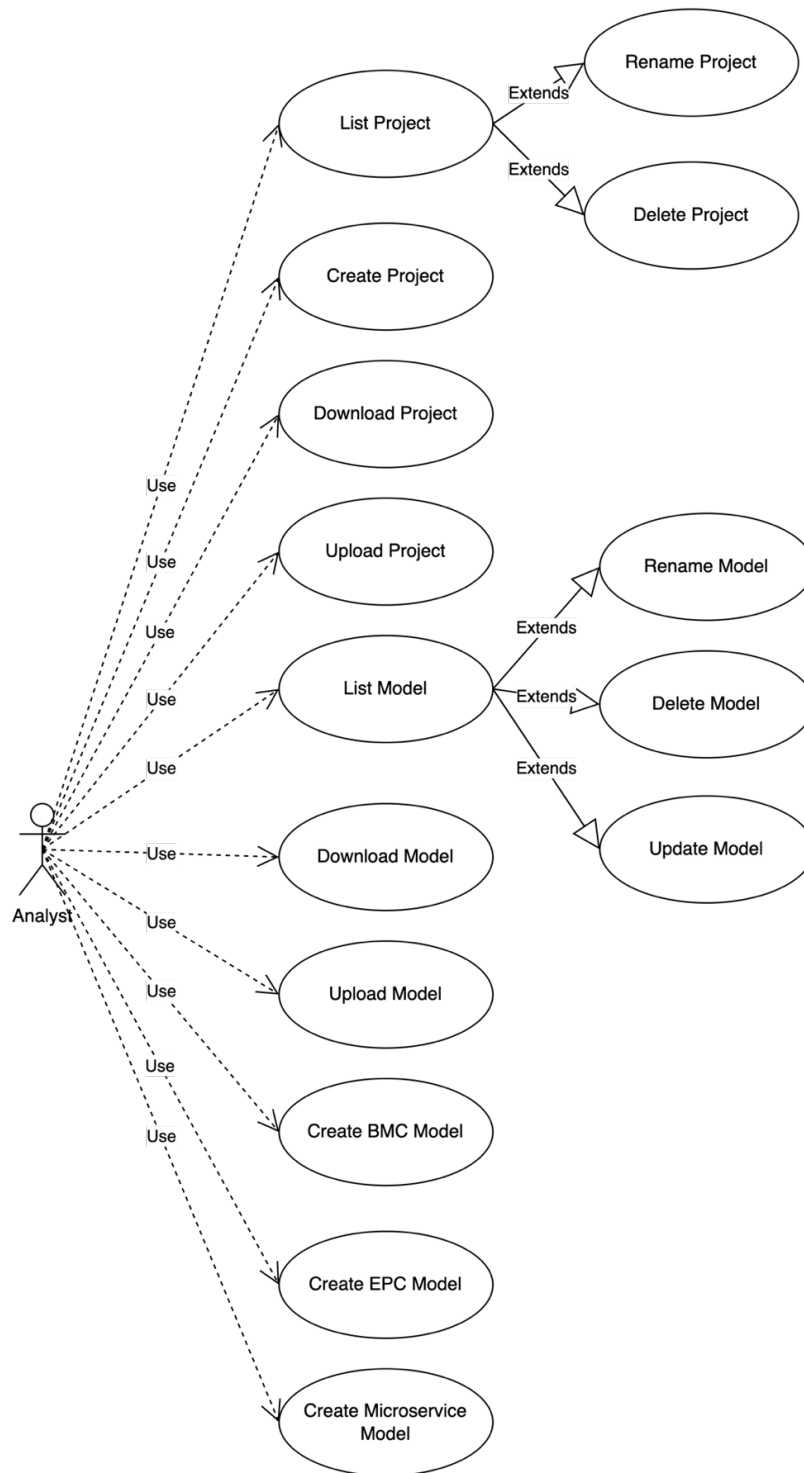 Rename Project
Extends
List Project
Extends
Delete Project
Create Project
Download Project
Use
Upload Project
Use
Rename Model
Use
Extends
List Model
Extends
Delete Model
Use
Extends
Use
Update Model
Use
Download Model
Analyst
Use
Upload Model
Use
Use
Create BMC Model
Use
Create EPC Model
Create Microservice
Model